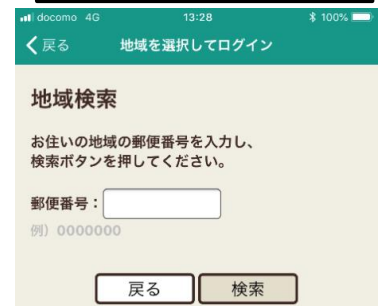 docomo 4G 13:28 100%
戻る 地域を選択してログイン
地域検索
お住いの地域の郵便番号を入力し、
検索ボタンを押してください。
郵便番号：
例）0000000
戻る 検索